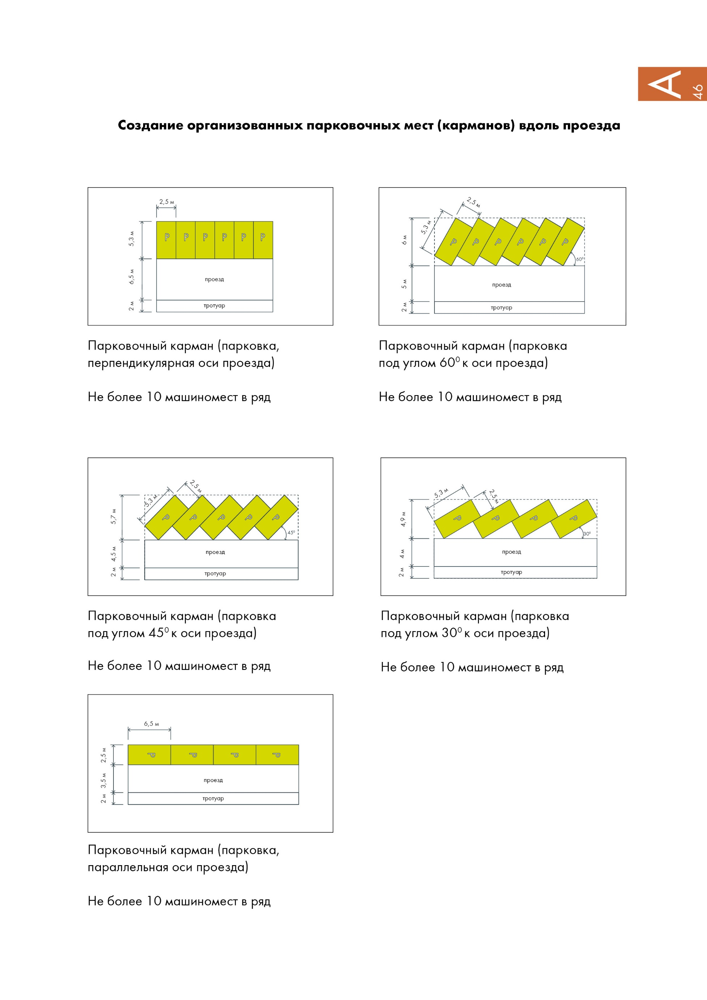 А
46
Создание организованных парковочных мест (карманов) вдоль проезда
2,5 м
5,3 м
P P P P P P
6,5 м
проезд
2 м
тротуар
Парковочный карман (парковка,
перпендикулярная оси проезда)
Не более 10 машиномест в ряд
2,5 м
5,3 м
6 м
P P P P P P
60⁰
5 м
проезд
2 м
тротуар
Парковочный карман (парковка
под углом 60⁰ к оси проезда)
Не более 10 машиномест в ряд
2,5 м
5,3 м
5,7 м
P P P P P
45⁰
4,5 м
проезд
2 м
тротуар
Парковочный карман (парковка
под углом 45⁰ к оси проезда)
Не более 10 машиномест в ряд
5,3 м
2,5 м
4,9 м
P P P P
30⁰
4 м
проезд
2 м
тротуар
Парковочный карман (парковка
под углом 30⁰ к оси проезда)
Не более 10 машиномест в ряд
6,5 м
2,5 м
P P P P
3,5 м
проезд
2 м
тротуар
Парковочный карман (парковка,
параллельная оси проезда)
Не более 10 машиномест в ряд